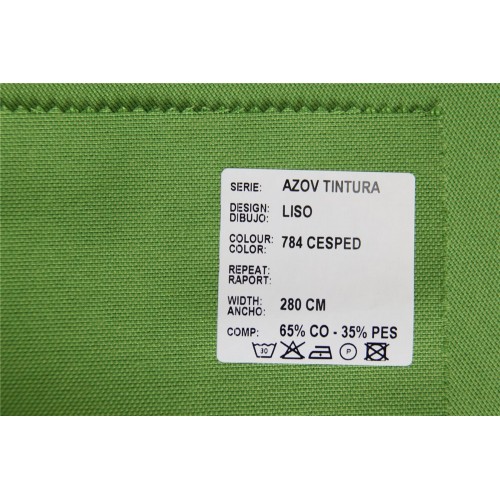 SERIE: AZOV TINTURA
DESIGN:
DIBUJO: LISO
COLOUR:
COLOR: 784 CESPED
REPEAT:
RAPORT:
WIDTH:
ANCHO: 280 CM
COMP: 65% CO - 35% PES
30 P